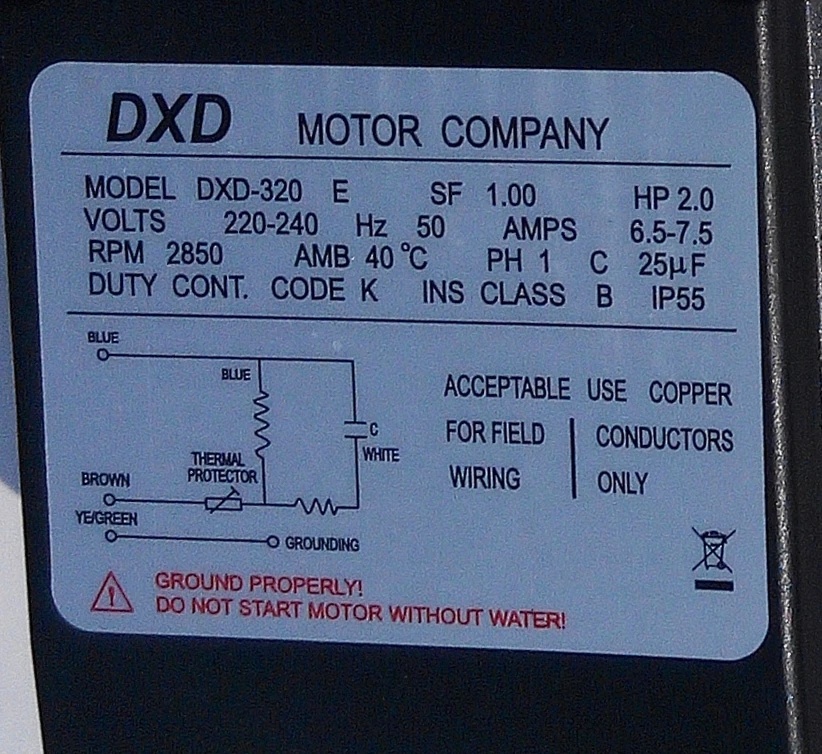 DXD MOTOR COMPANY
MODEL DXD-320 E SF 1.00 HP 2.0
VOLTS 220-240 Hz 50 AMPS 6.5-7.5
RPM 2850 AMB 40 °C PH 1 C 25µF
DUTY CONT. CODE K INS CLASS B IP55
BLUE
BLUE
C
WHITE
THERMAL
PROTECTOR
BROWN
YE/GREEN
GROUNDING
ACCEPTABLE USE COPPER
FOR FIELD CONDUCTORS
WIRING ONLY
GROUND PROPERLY!
DO NOT START MOTOR WITHOUT WATER!